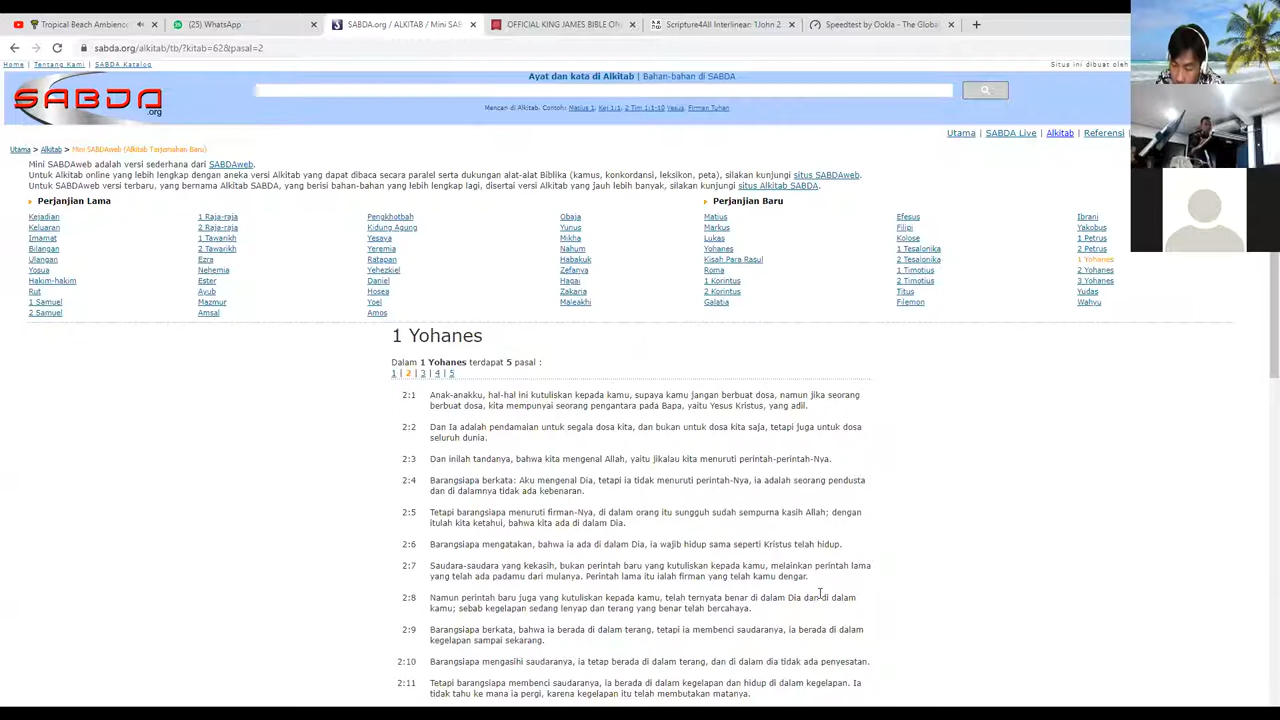 Tropical Beach Ambience
(25) WhatsApp
SABDA.org / ALKITAB / Mini SAB
OFFICIAL KING JAMES BIBLE ON
Scripture4All Interlinear: 1John 2
Speedtest by Ookla - The Globa
sabda.org/alkitab/tb/?kitab=62&pasal=2
Home | Tentang Kami | SABDA Katalog
Situs ini dibuat oleh
Ayat dan kata di Alkitab | Bahan-bahan di SABDA
SABDA.org
Mencari di Alkitab. Contoh: Matius 1, Kej 1:1, 2 Tim 1:1-10 Yesus, Firman Tuhan
Utama | SABDA Live | Alkitab | Referensi |
Utama > Alkitab > Mini SABDAweb (Alkitab Terjemahan Baru)
Mini SABDAweb adalah versi sederhana dari SABDAweb.
Untuk Alkitab online yang lebih lengkap dengan aneka versi Alkitab yang dapat dibaca secara paralel serta dukungan alat-alat Biblika (kamus, konkordansi, leksikon, peta), silakan kunjungi situs SABDAweb.
Untuk SABDAweb versi terbaru, yang bernama Alkitab SABDA, yang berisi bahan-bahan yang lebih lengkap lagi, disertai versi Alkitab yang jauh lebih banyak, silakan kunjungi situs Alkitab SABDA.
Perjanjian Lama
Kejadian
Keluaran
Imamat
Bilangan
Ulangan
Yosua
Hakim-hakim
Rut
1 Samuel
2 Samuel
1 Raja-raja
2 Raja-raja
1 Tawarikh
2 Tawarikh
Ezra
Nehemia
Ester
Ayub
Mazmur
Amsal
Pengkhotbah
Kidung Agung
Yesaya
Yeremia
Ratapan
Yehezkiel
Daniel
Hosea
Yoel
Amos
Obaja
Yunus
Mikha
Nahum
Habakuk
Zefanya
Hagai
Zakaria
Maleakhi
Perjanjian Baru
Matius
Markus
Lukas
Yohanes
Kisah Para Rasul
Roma
1 Korintus
2 Korintus
Galatia
Efesus
Filipi
Kolose
1 Tesalonika
2 Tesalonika
1 Timotius
2 Timotius
Titus
Filemon
Ibrani
Yakobus
1 Petrus
2 Petrus
1 Yohanes
2 Yohanes
3 Yohanes
Yudas
Wahyu
1 Yohanes
Dalam 1 Yohanes terdapat 5 pasal :
1 | 2 | 3 | 4 | 5
2:1 Anak-anakku, hal-hal ini kutuliskan kepada kamu, supaya kamu jangan berbuat dosa, namun jika seorang
berbuat dosa, kita mempunyai seorang pengantara pada Bapa, yaitu Yesus Kristus, yang adil.
2:2 Dan Ia adalah pendamaian untuk segala dosa kita, dan bukan untuk dosa kita saja, tetapi juga untuk dosa
seluruh dunia.
2:3 Dan inilah tandanya, bahwa kita mengenal Allah, yaitu jikalau kita menuruti perintah-perintah-Nya.
2:4 Barangsiapa berkata: Aku mengenal Dia, tetapi ia tidak menuruti perintah-Nya, ia adalah seorang pendusta
dan di dalamnya tidak ada kebenaran.
2:5 Tetapi barangsiapa menuruti firman-Nya, di dalam orang itu sungguh sudah sempurna kasih Allah; dengan
itulah kita ketahui, bahwa kita ada di dalam Dia.
2:6 Barangsiapa mengatakan, bahwa ia ada di dalam Dia, ia wajib hidup sama seperti Kristus telah hidup.
2:7 Saudara-saudara yang kekasih, bukan perintah baru yang kutuliskan kepada kamu, melainkan perintah lama
yang telah ada padamu dari mulanya. Perintah lama itu ialah firman yang telah kamu dengar.
2:8 Namun perintah baru juga yang kutuliskan kepada kamu, telah ternyata benar di dalam Dia dan di dalam
kamu; sebab kegelapan sedang lenyap dan terang yang benar telah bercahaya.
2:9 Barangsiapa berkata, bahwa ia berada di dalam terang, tetapi ia membenci saudaranya, ia berada di dalam
kegelapan sampai sekarang.
2:10 Barangsiapa mengasihi saudaranya, ia tetap berada di dalam terang, dan di dalam dia tidak ada penyesatan.
2:11 Tetapi barangsiapa membenci saudaranya, ia berada di dalam kegelapan dan hidup di dalam kegelapan. Ia
tidak tahu ke mana ia pergi, karena kegelapan itu telah membutakan matanya.